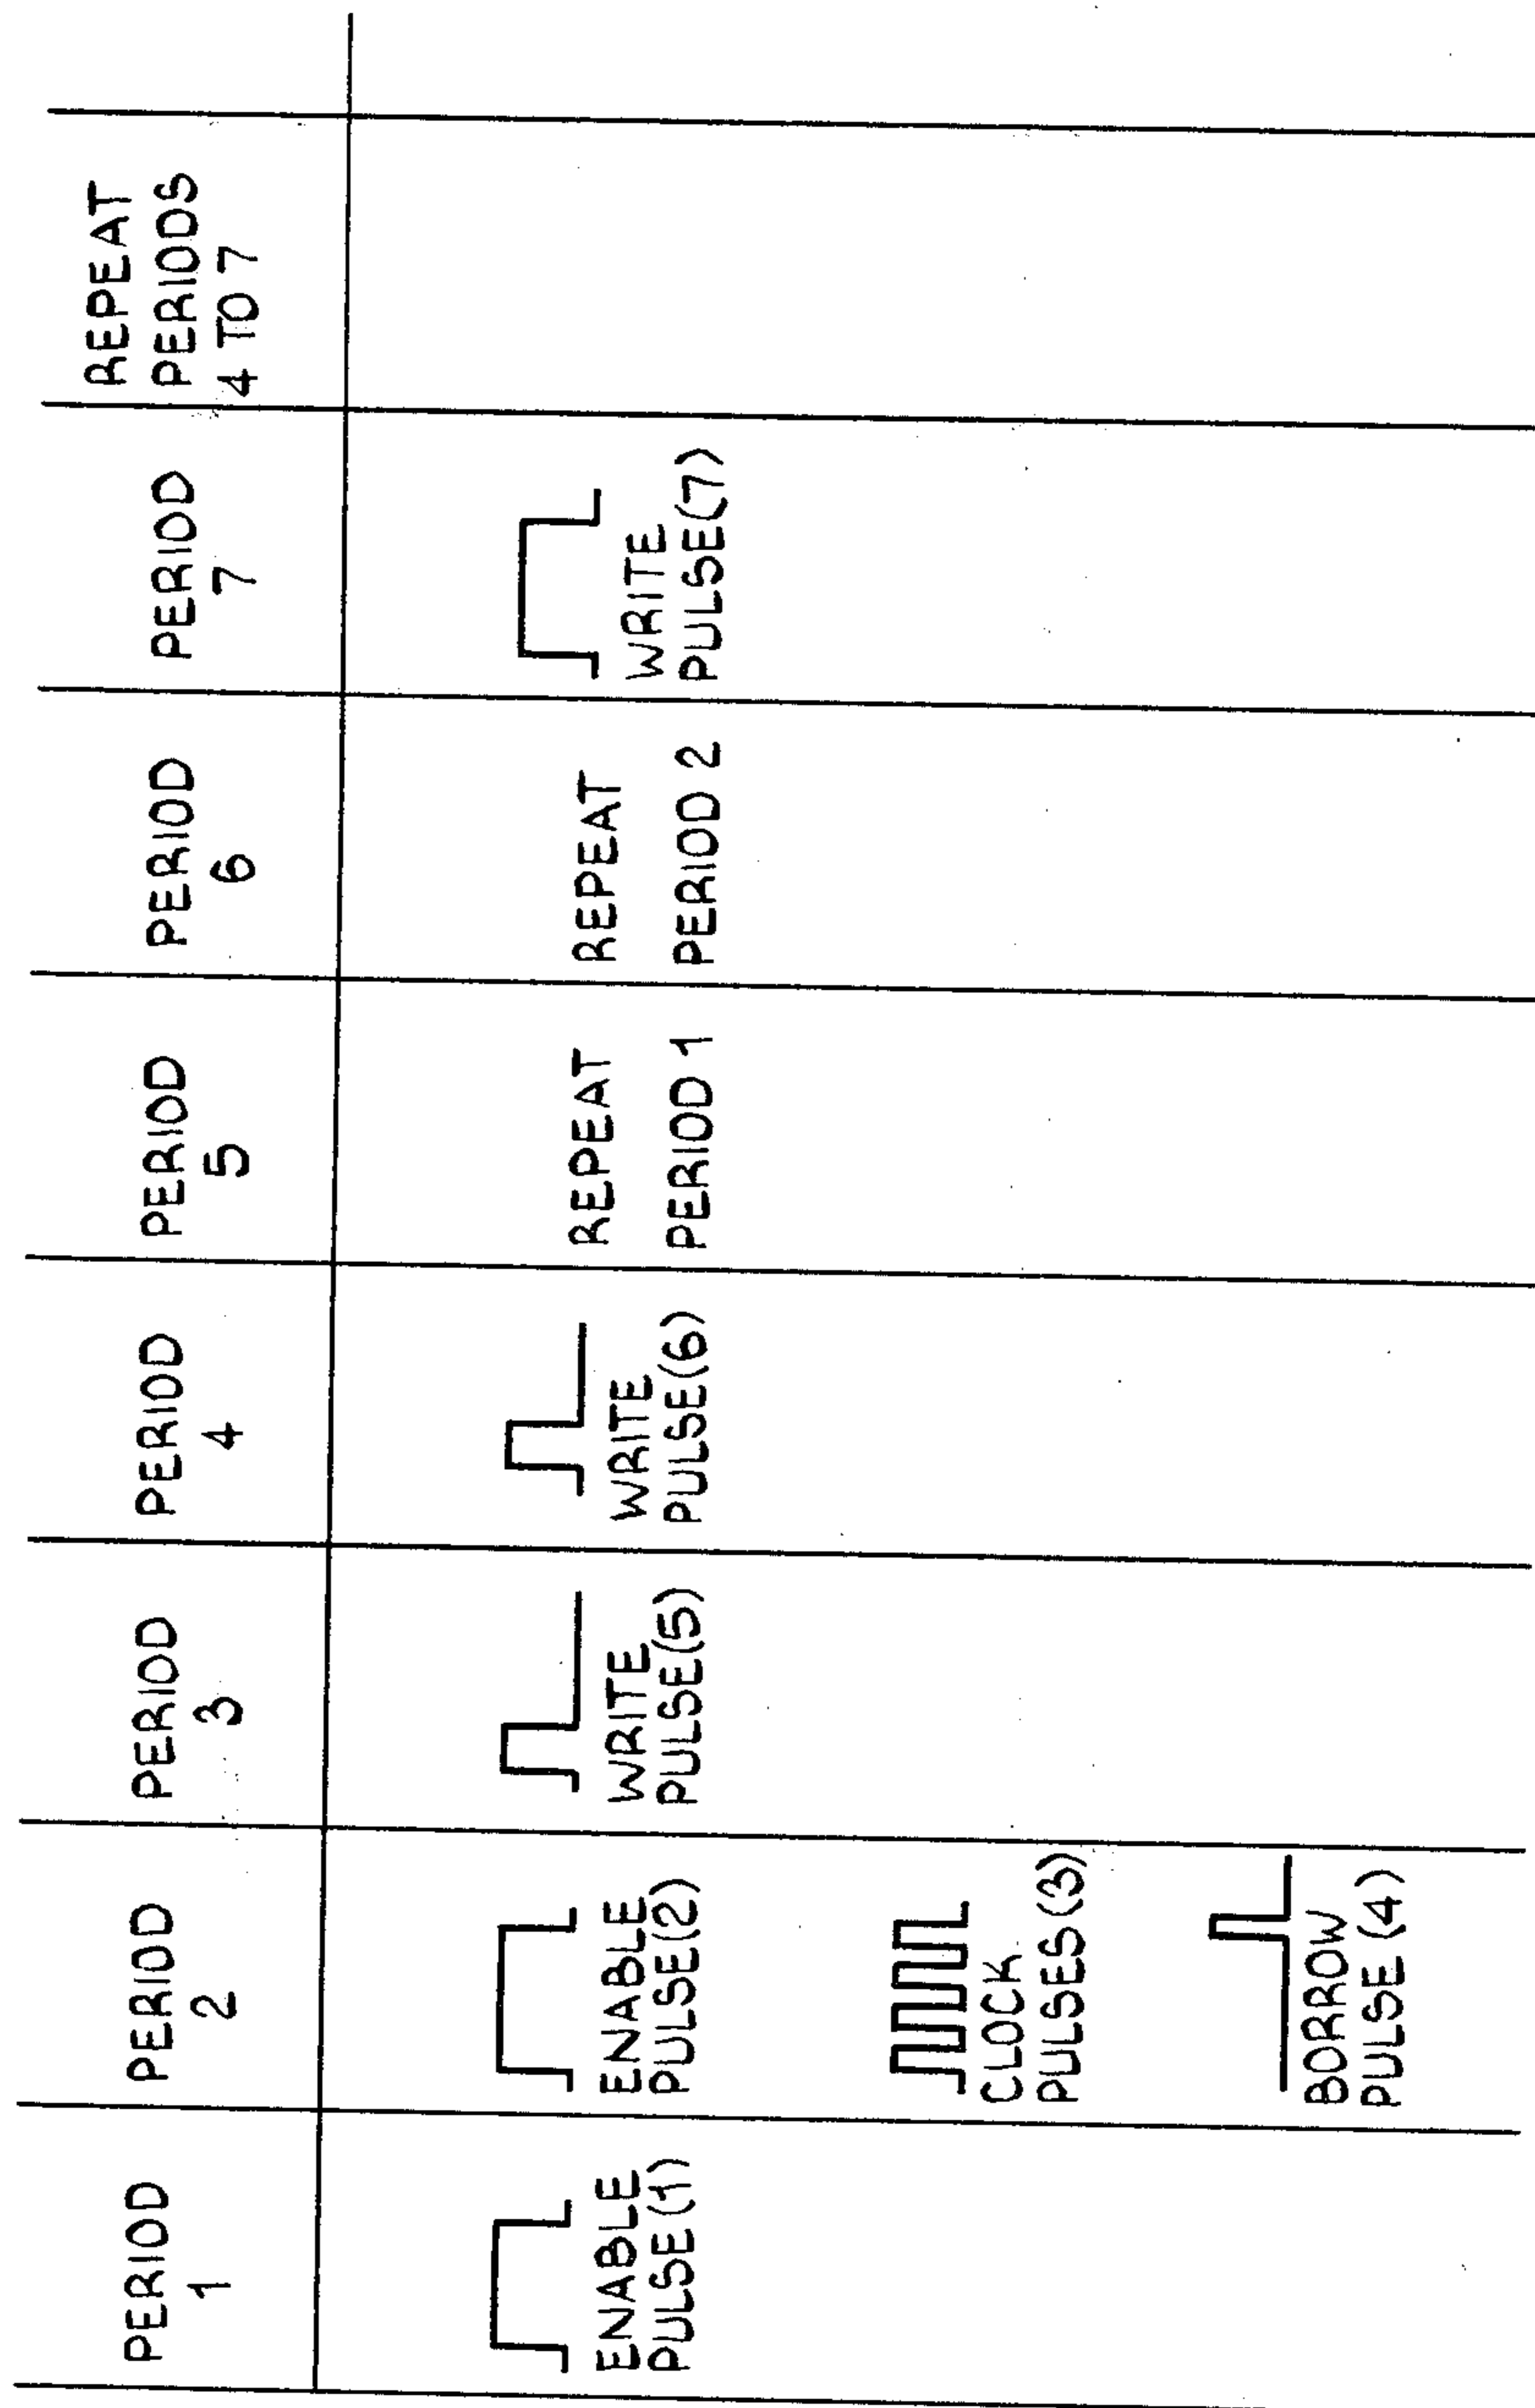 PERIOD
1
PERIOD
2
PERIOD
3
PERIOD
4
PERIOD
5
PERIOD
6
PERIOD
7
REPEAT
PERIODS
4 TO 7
ENABLE
PULSE(1)
ENABLE
PULSE(2)
CLOCK
PULSES(3)
BORROW
PULSE (4)
WRITE
PULSE(5)
WRITE
PULSE(6)
REPEAT
PERIOD 1
REPEAT
PERIOD 2
WRITE
PULSE(7)